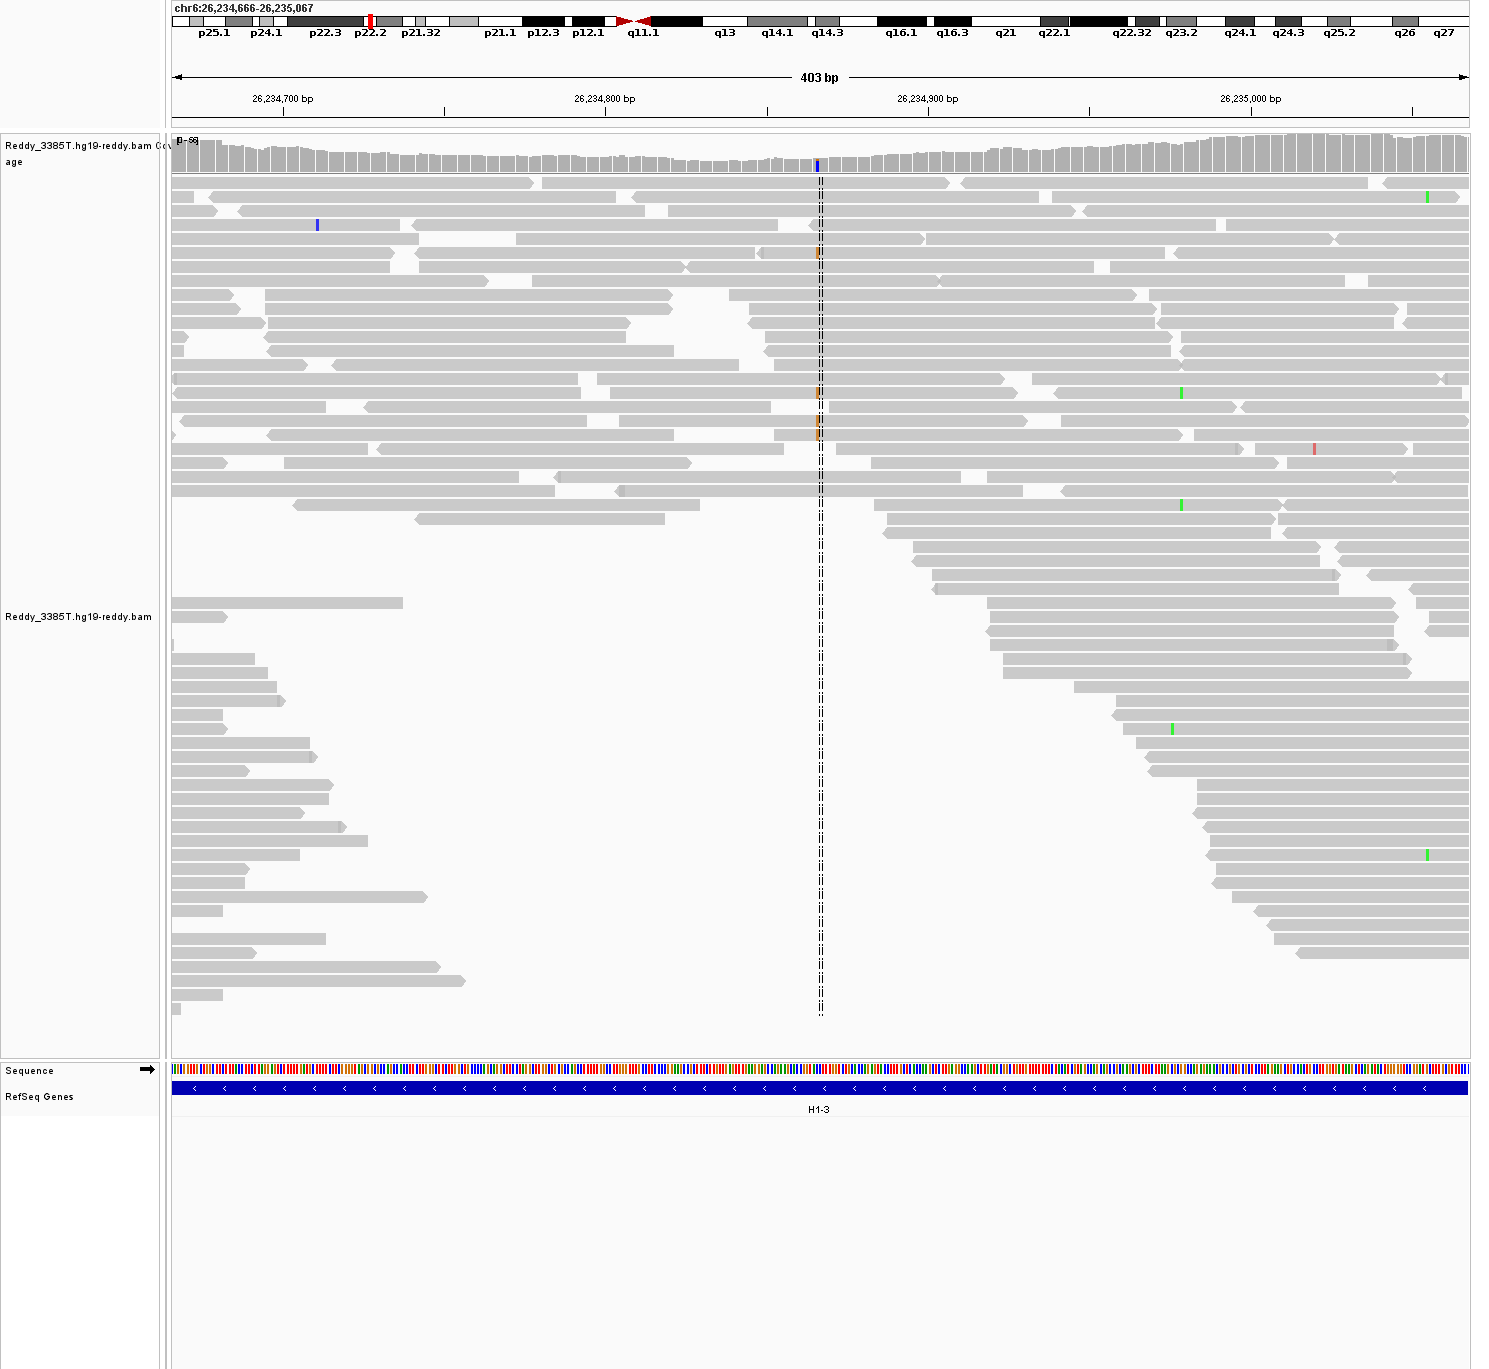 chr6:26,234,666-26,235,067
p25.1 p24.1 p22.3 p22.2 p21.32 p21.1 p12.3 p12.1 q11.1 q13 q14.1 q14.3 q16.1 q16.3 q21 q22.1 q22.32 q23.2 q24.1 q24.3 q25.2 q26 q27
403 bp
26,234,700 bp 26,234,800 bp 26,234,900 bp 26,235,000 bp
Reddy_3385T.hg19-reddy.bam Cov
age
Reddy_3385T.hg19-reddy.bam
Sequence
RefSeq Genes
H1-3